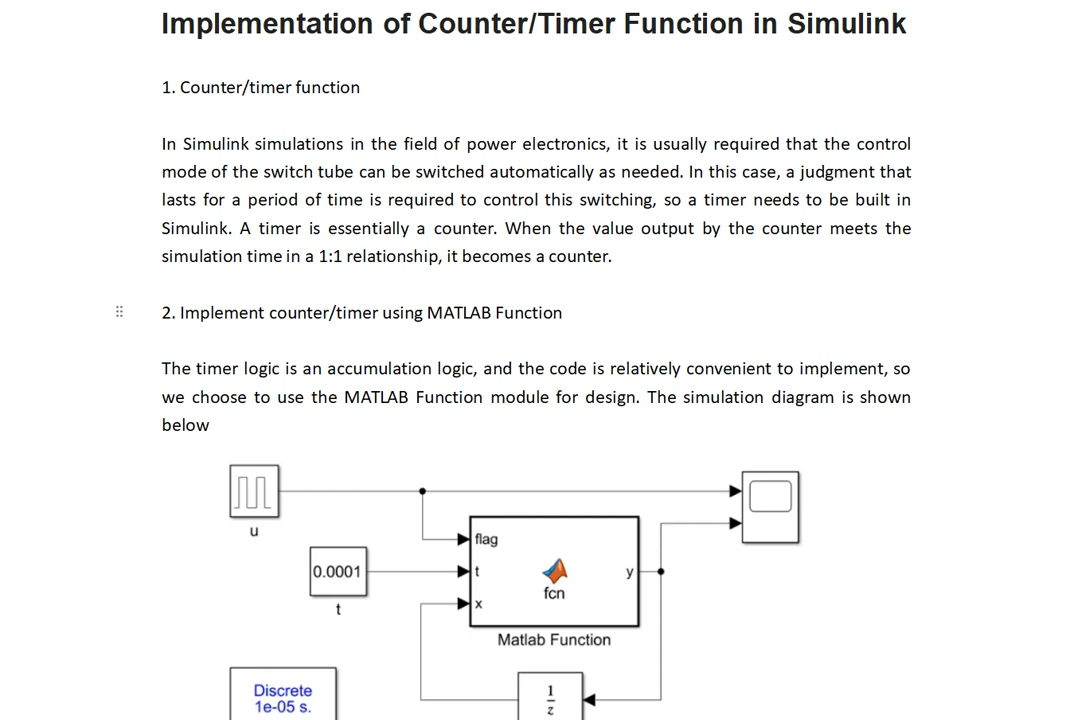 Implementation of Counter/Timer Function in Simulink
1. Counter/timer function
In Simulink simulations in the field of power electronics, it is usually required that the control
mode of the switch tube can be switched automatically as needed. In this case, a judgment that
lasts for a period of time is required to control this switching, so a timer needs to be built in
Simulink. A timer is essentially a counter. When the value output by the counter meets the
simulation time in a 1:1 relationship, it becomes a counter.
2. Implement counter/timer using MATLAB Function
The timer logic is an accumulation logic, and the code is relatively convenient to implement, so
we choose to use the MATLAB Function module for design. The simulation diagram is shown
below
u
flag
0.0001
t
t
x
fcn
y
Matlab Function
Discrete
1e-05 s.
1
z